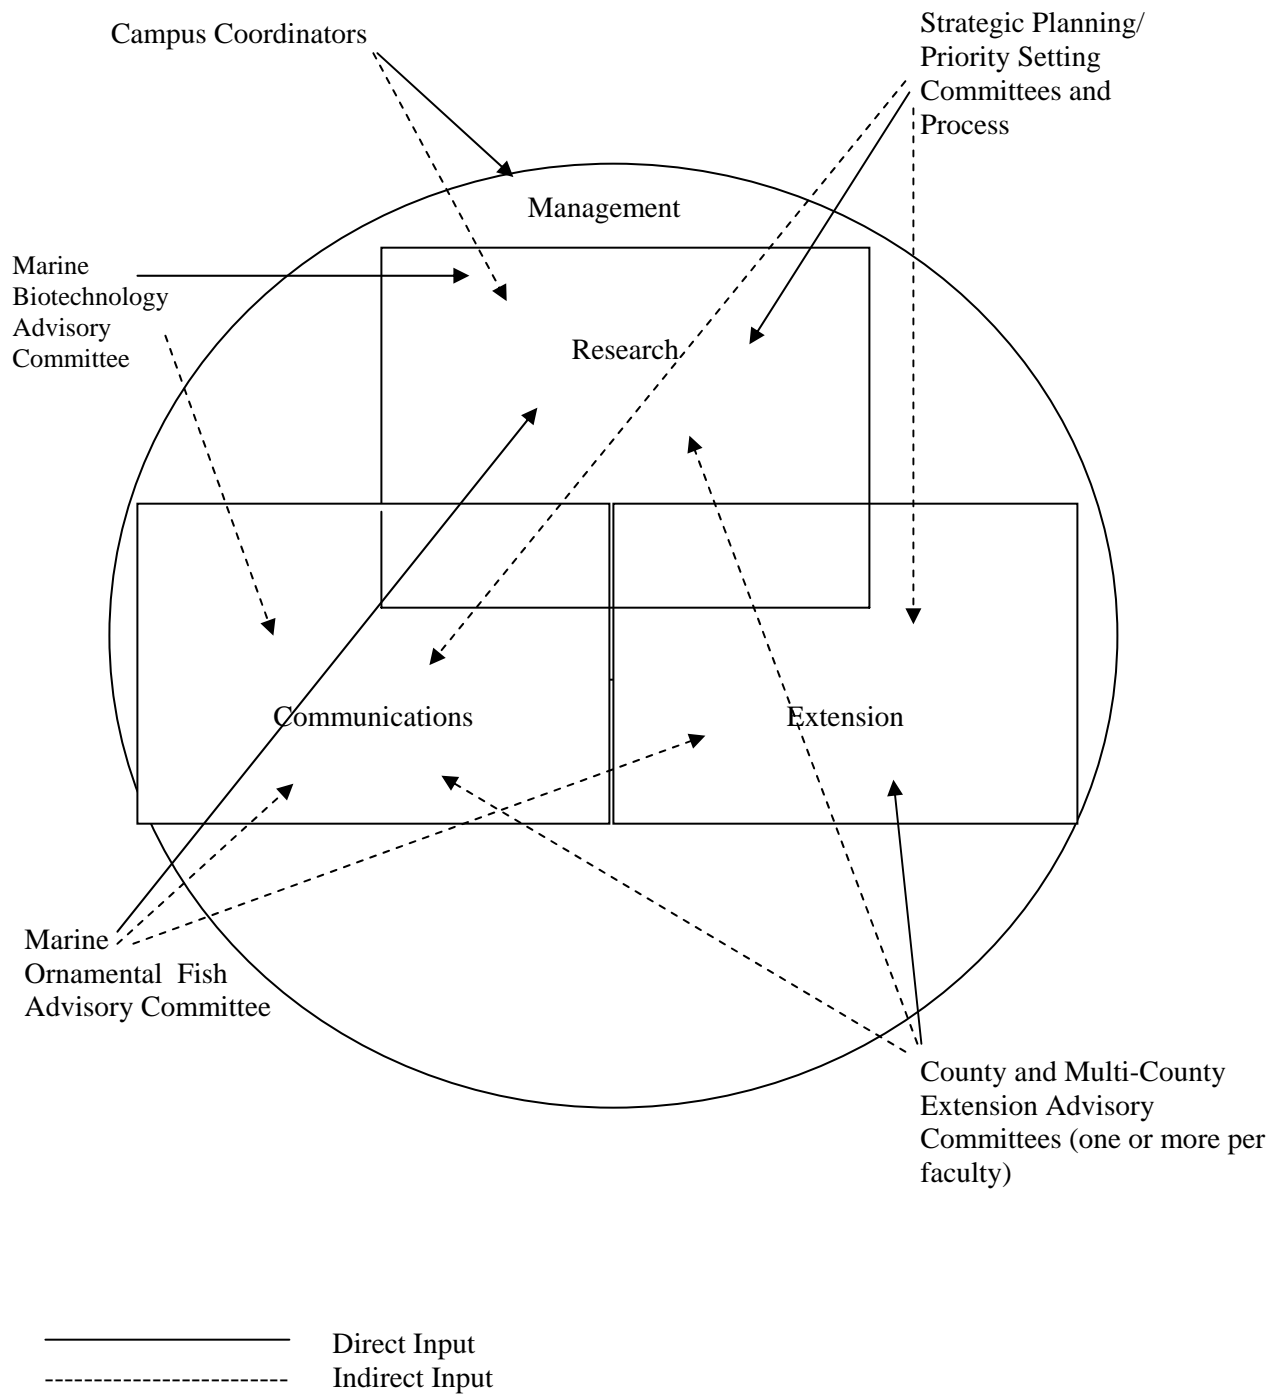 Campus Coordinators
Strategic Planning/
Priority Setting
Committees and
Process
Management
Marine
Biotechnology
Advisory
Committee
Research
Communications
Extension
Marine
Ornamental Fish
Advisory Committee
County and Multi-County
Extension Advisory
Committees (one or more per
faculty)
Direct Input
Indirect Input